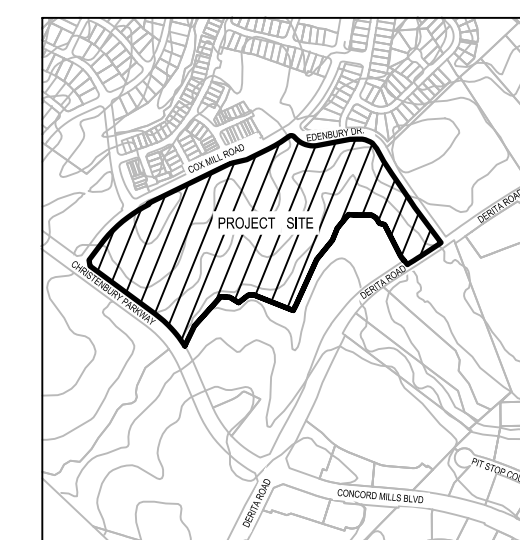 EDENBURY DR.
COX MILL ROAD
DERITA ROAD
PROJECT SITE
CHRISTENBURY PARKWAY
DERITA ROAD
PIT STOP COU
CONCORD MILLS BLVD
DERITA ROAD